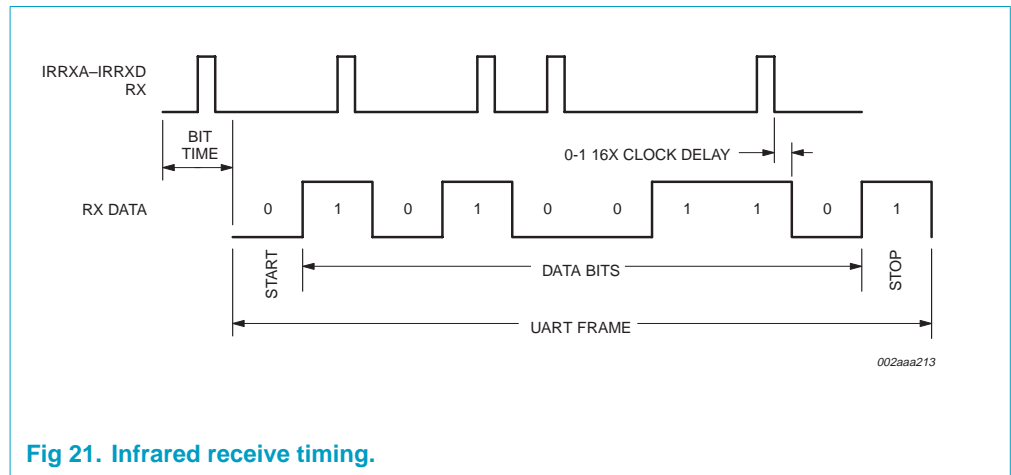 IRRXA–IRRXD
RX
BIT
TIME
0-1 16X CLOCK DELAY
RX DATA
0 1 0 1 0 0 1 1 0 1
START
DATA BITS
STOP
UART FRAME
002aaa213
Fig 21. Infrared receive timing.